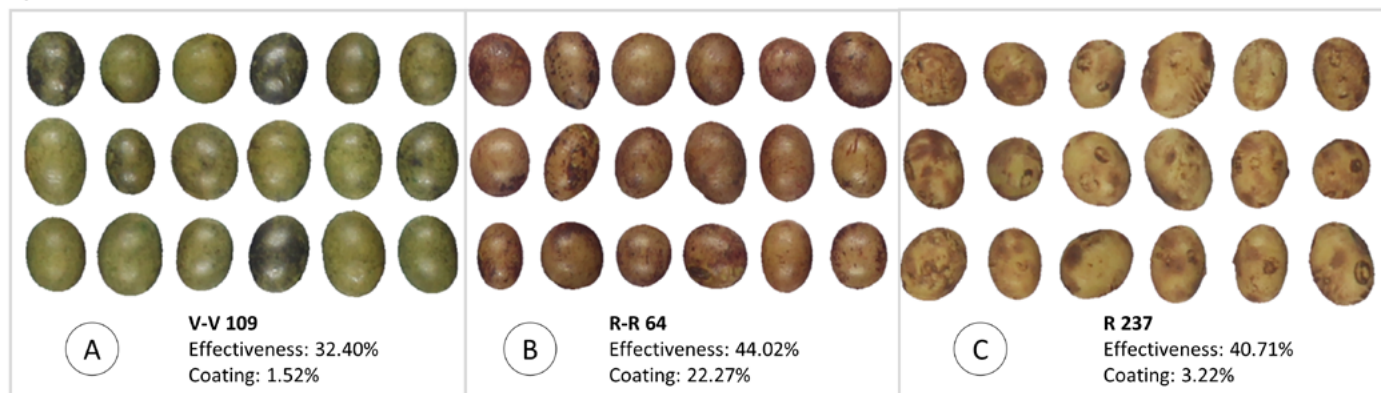 A
V-V 109
Effectiveness: 32.40%
Coating: 1.52%
B
R-R 64
Effectiveness: 44.02%
Coating: 22.27%
C
R 237
Effectiveness: 40.71%
Coating: 3.22%